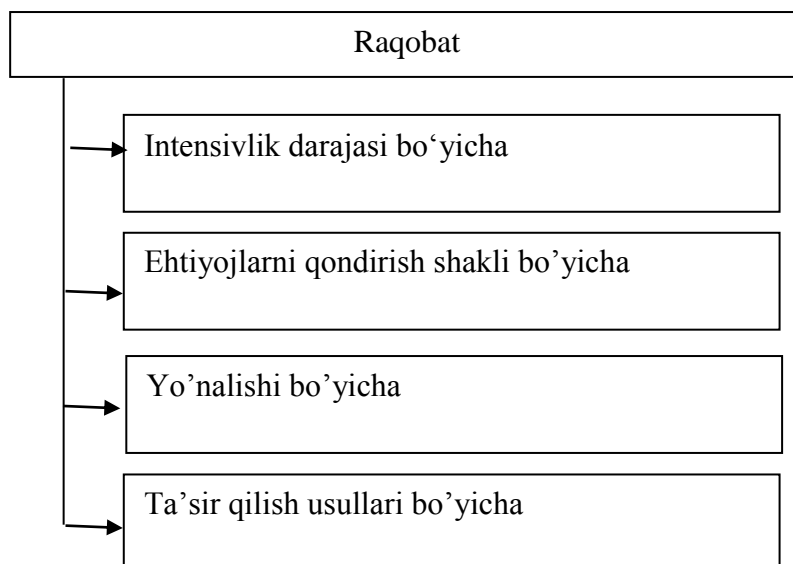 Raqobat
Intensivlik darajasi bo‘yicha
Ehtiyojlarni qondirish shakli bo’yicha
Yo’nalishi bo’yicha
Ta’sir qilish usullari bo’yicha